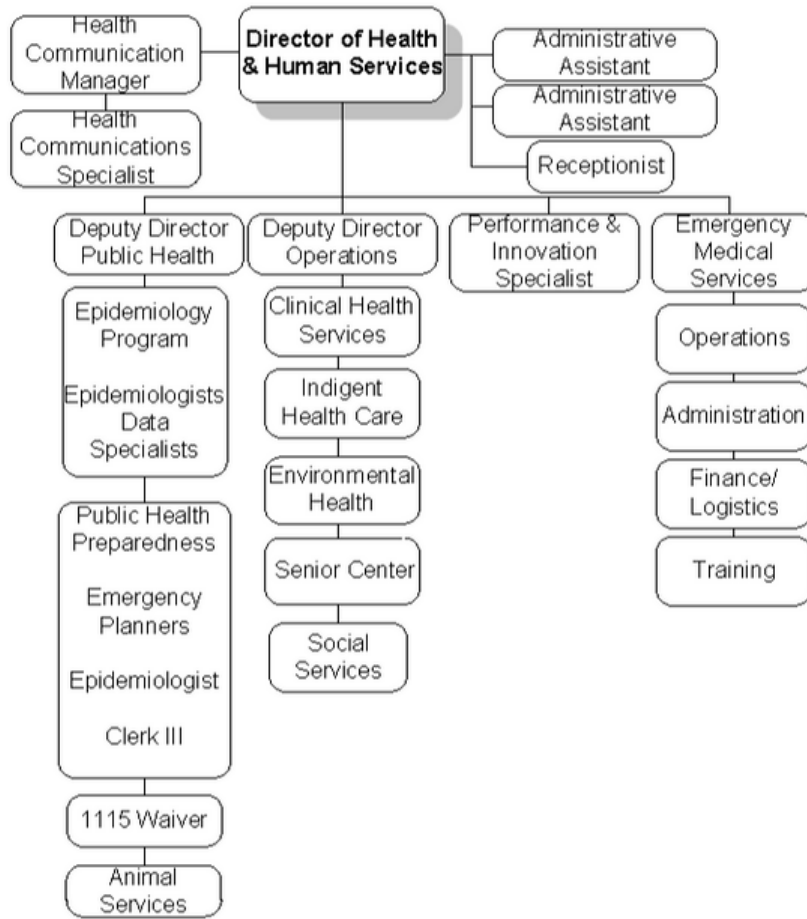 Health
Communication
Manager
Director of Health
& Human Services
Administrative
Assistant
Administrative
Assistant
Receptionist
Health
Communications
Specialist
Deputy Director
Public Health
Deputy Director
Operations
Performance &
Innovation
Specialist
Emergency
Medical
Services
Epidemiology
Program
Epidemiologists
Data
Specialists
Public Health
Preparedness
Emergency
Planners
Epidemiologist
Clerk III
1115 Waiver
Animal
Services
Clinical Health
Services
Indigent
Health Care
Environmental
Health
Senior Center
Social
Services
Operations
Administration
Finance/
Logistics
Training